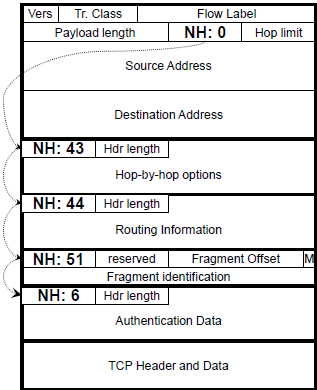 Vers Tr. Class Flow Label
Payload length NH: 0 Hop limit
Source Address
Destination Address
NH: 43 Hdr length
Hop-by-hop options
NH: 44 Hdr length
Routing Information
NH: 51 reserved Fragment Offset M
Fragment identification
NH: 6 Hdr length
Authentication Data
TCP Header and Data